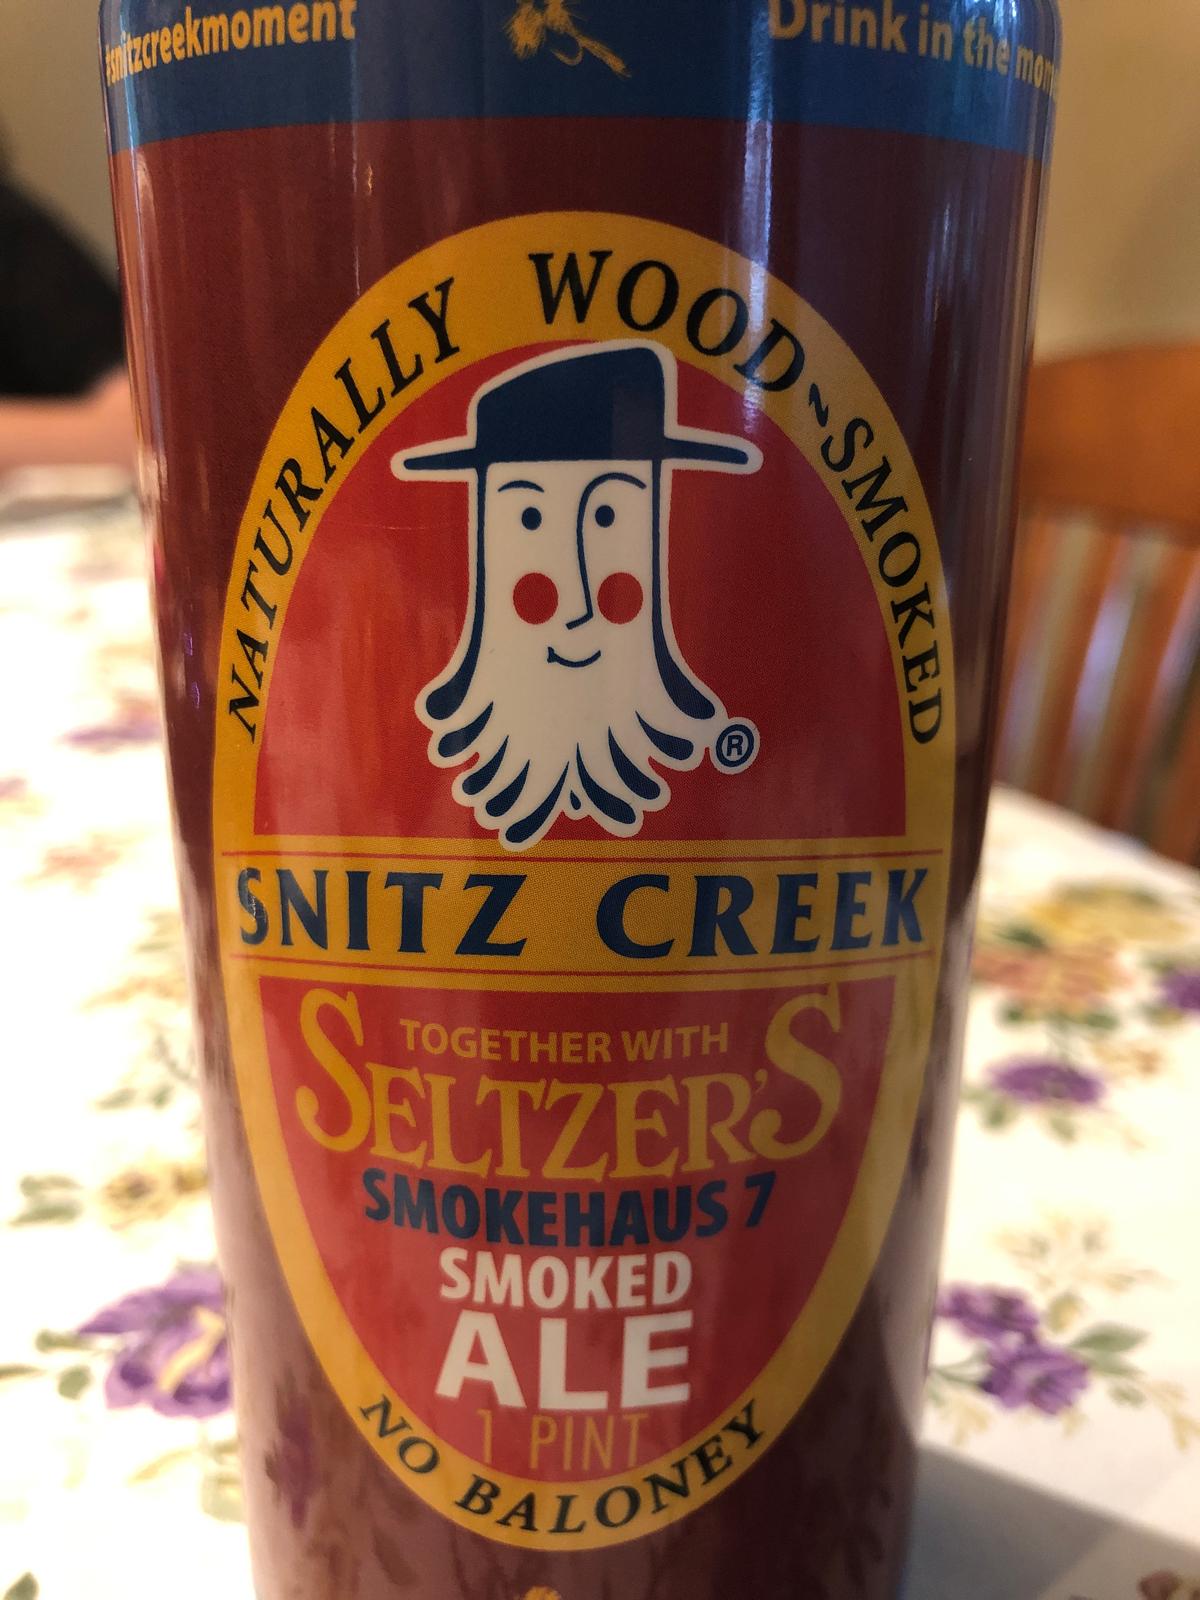 #snitzcreekmoment
Drink in the
NATURALLY WOOD~SMOKED
®
SNITZ CREEK
TOGETHER WITH
SELTZER'S
SMOKEHAUS 7
SMOKED
ALE
1 PINT
NO BALONEY